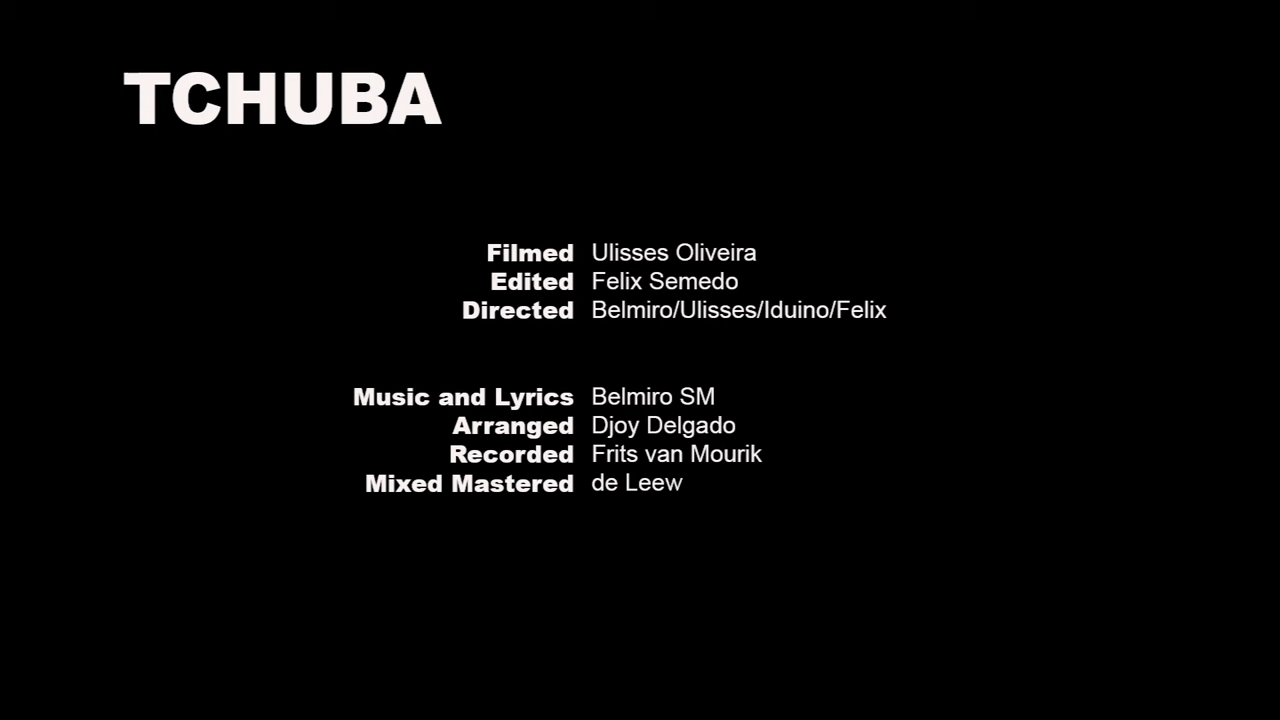 TCHUBA
Filmed Ulisses Oliveira
Edited Felix Semedo
Directed Belmiro/Ulisses/Iduino/Felix
Music and Lyrics Belmiro SM
Arranged Djoy Delgado
Recorded Frits van Mourik
Mixed Mastered de Leew